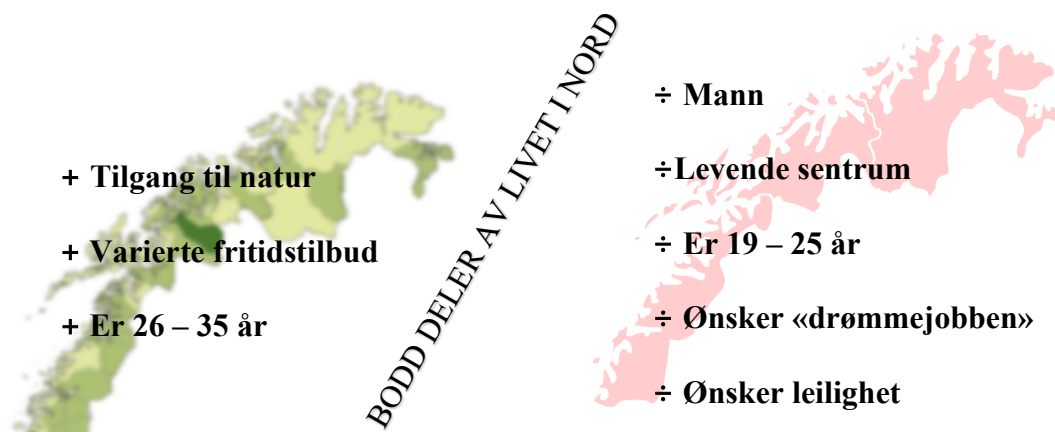 + Tilgang til natur
+ Varierte fritidstilbud
+ Er 26 – 35 år
BODD DELER AV LIVET I NORD
÷ Mann
÷Levende sentrum
÷ Er 19 – 25 år
÷ Ønsker «drømmejobben»
÷ Ønsker leilighet